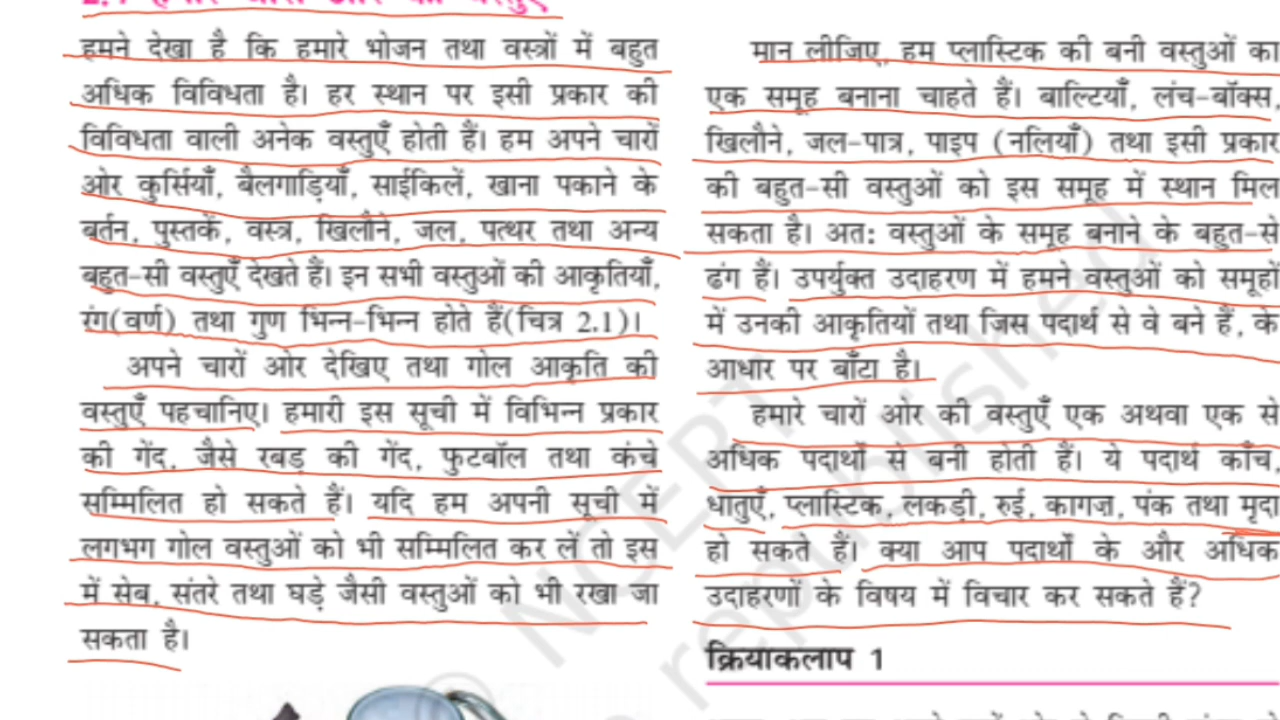 हमने देखा है कि हमारे भोजन तथा वस्त्रों में बहुत
अधिक विविधता है। हर स्थान पर इसी प्रकार की
विविधता वाली अनेक वस्तुएँ होती हैं। हम अपने चारों
ओर कुर्सियाँ, बैलगाड़ियाँ, साईकिलें, खाना पकाने के
बर्तन, पुस्तकें, वस्त्र, खिलौने, जल, पत्थर तथा अन्य
बहुत-सी वस्तुएँ देखते हैं। इन सभी वस्तुओं की आकृतियाँ,
रंग(वर्ण) तथा गुण भिन्न-भिन्न होते हैं(चित्र 2.1)।
अपने चारों ओर देखिए तथा गोल आकृति की
वस्तुएँ पहचानिए। हमारी इस सूची में विभिन्न प्रकार
की गेंद, जैसे रबड़ की गेंद, फुटबॉल तथा कंचे
सम्मिलित हो सकते हैं। यदि हम अपनी सूची में
लगभग गोल वस्तुओं को भी सम्मिलित कर लें तो इस
में सेब, संतरे तथा घड़े जैसी वस्तुओं को भी रखा जा
सकता है।
मान लीजिए, हम प्लास्टिक की बनी वस्तुओं का
एक समूह बनाना चाहते हैं। बाल्टियाँ, लंच-बॉक्स,
खिलौने, जल-पात्र, पाइप (नलियाँ) तथा इसी प्रकार
की बहुत-सी वस्तुओं को इस समूह में स्थान मिल
सकता है। अतः वस्तुओं के समूह बनाने के बहुत-से
ढंग हैं। उपर्युक्त उदाहरण में हमने वस्तुओं को समूहों
में उनकी आकृतियों तथा जिस पदार्थ से वे बने हैं, के
आधार पर बाँटा है।
हमारे चारों ओर की वस्तुएँ एक अथवा एक से
अधिक पदार्थों से बनी होती हैं। ये पदार्थ काँच,
धातुएँ, प्लास्टिक, लकड़ी, रुई, कागज़, पंक तथा मृदा
हो सकते हैं। क्या आप पदार्थों के और अधिक
उदाहरणों के विषय में विचार कर सकते हैं?
क्रियाकलाप 1
© NCERT
republished